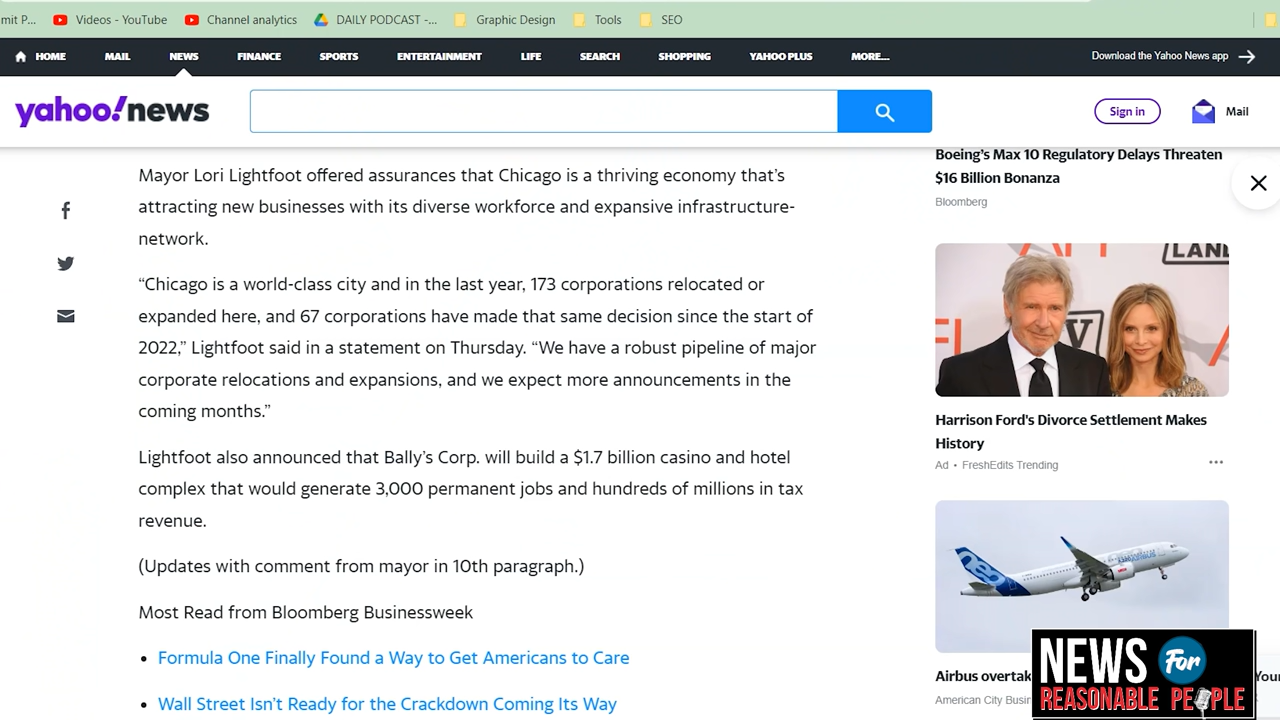 mit P...
Videos - YouTube
Channel analytics
DAILY PODCAST -...
Graphic Design
Tools
SEO
HOME
MAIL
NEWS
FINANCE
SPORTS
ENTERTAINMENT
LIFE
SEARCH
SHOPPING
YAHOO PLUS
MORE...
Download the Yahoo News app
yahoo!news
Sign in
Mail
Mayor Lori Lightfoot offered assurances that Chicago is a thriving economy that's
attracting new businesses with its diverse workforce and expansive infrastructure-
network.
“Chicago is a world-class city and in the last year, 173 corporations relocated or
expanded here, and 67 corporations have made that same decision since the start of
2022,” Lightfoot said in a statement on Thursday. “We have a robust pipeline of major
corporate relocations and expansions, and we expect more announcements in the
coming months.”
Lightfoot also announced that Bally’s Corp. will build a $1.7 billion casino and hotel
complex that would generate 3,000 permanent jobs and hundreds of millions in tax
revenue.
(Updates with comment from mayor in 10th paragraph.)
Most Read from Bloomberg Businessweek
• Formula One Finally Found a Way to Get Americans to Care
• Wall Street Isn’t Ready for the Crackdown Coming Its Way
Boeing’s Max 10 Regulatory Delays Threaten
$16 Billion Bonanza
Bloomberg
LAN
Harrison Ford's Divorce Settlement Makes
History
Ad • FreshEdits Trending
Airbus overtak
American City Busin
NEWS For
REASONABLE PEOPLE